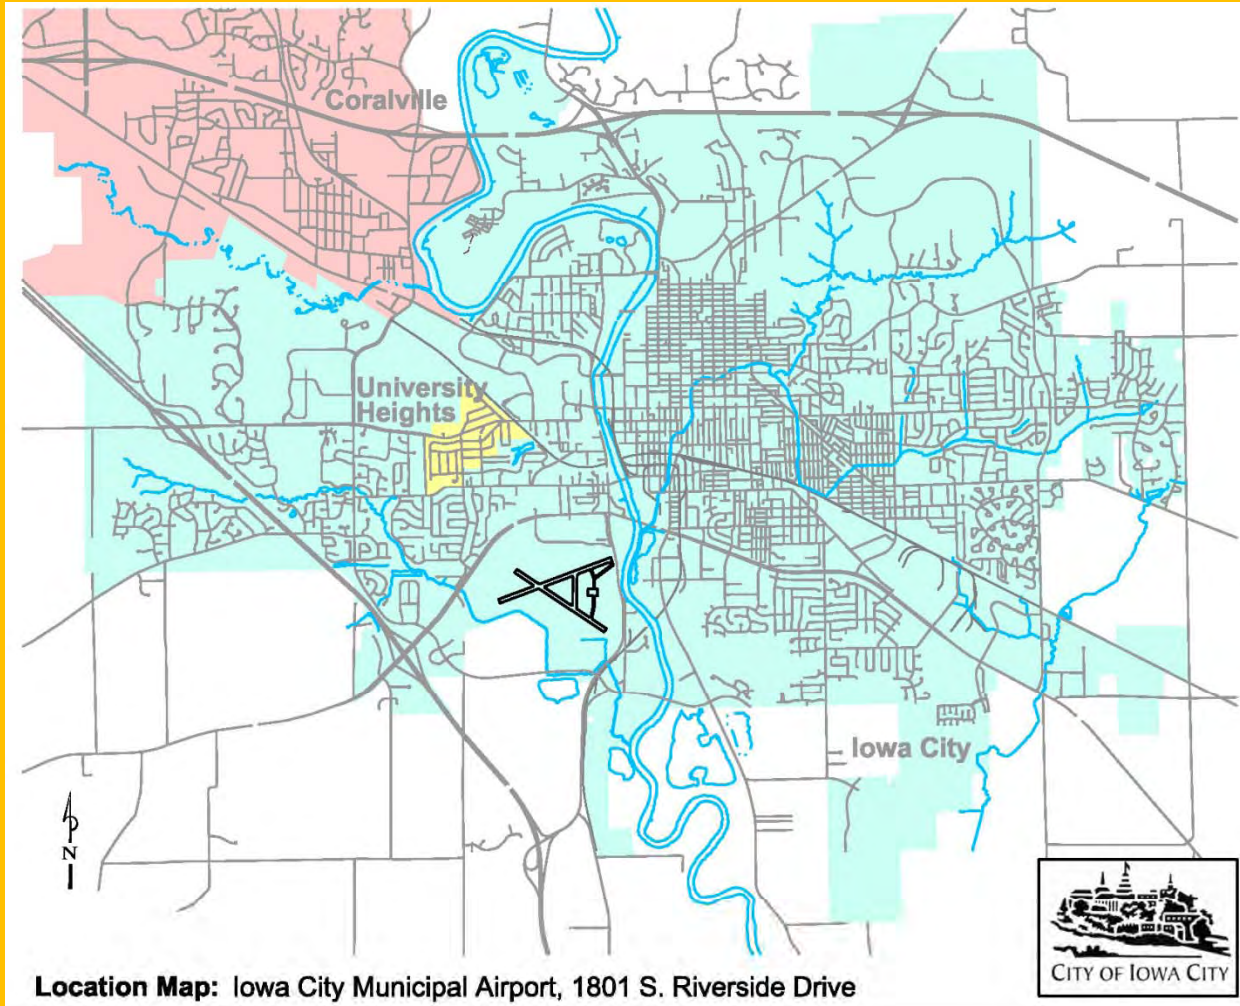 Coralville
University
Heights
Iowa City
N
CITY OF IOWA CITY
Location Map: Iowa City Municipal Airport, 1801 S. Riverside Drive